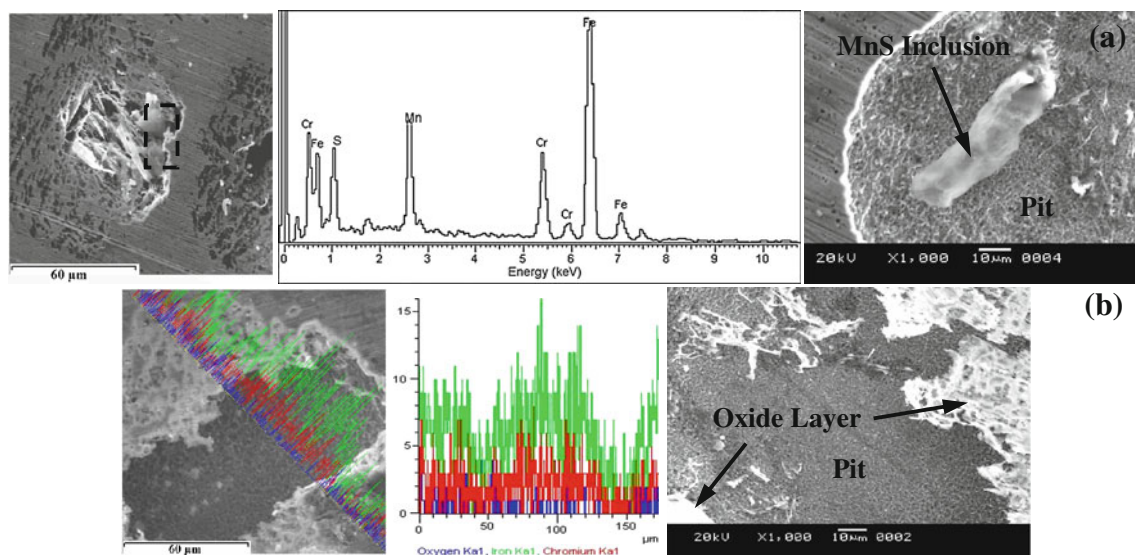 60 µm
Cr
Fe
S
Mn
Cr
Cr
Fe
Fe
0 1 2 3 4 5 6 7 8 9 10
Energy (keV)
(a)
MnS Inclusion
Pit
20kV X1,000 10µm 0004
(b)
60 µm
15
10
5
0
0 50 100 150
µm
Oxygen Ka1, Iron Ka1, Chromium Ka1
Oxide Layer
Pit
20kV X1,000 10µm 0002